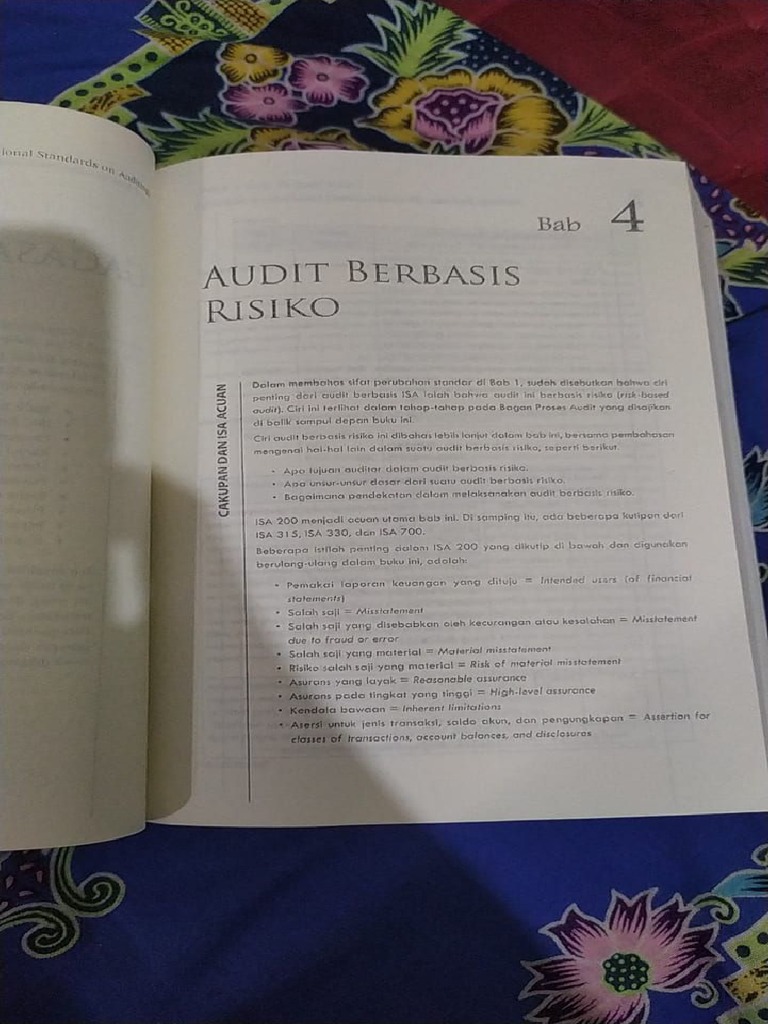 ional Standards on Auditing
Bab 4
AUDIT BERBASIS
RISIKO
CAKUPAN DAN ISA ACUAN
Dalam membahas sifat perubahan standar di Bab 1, sudah disebutkan bahwa ciri
penting dari audit berbasis ISA ialah bahwa audit ini berbasis risiko (risk-based
audit). Ciri ini terlihat dalam tahap-tahap pada Bagan Proses Audit yang disajikan
di balik sampul depan buku ini.
Ciri audit berbasis risiko ini dibahas lebih lanjut dalam bab ini, bersama pembahasan
mengenai hal-hal lain dalam suatu audit berbasis risiko, seperti berikut.
• Apa tujuan auditor dalam audit berbasis risiko.
• Apa unsur-unsur dasar dari suatu audit berbasis risiko.
• Bagaimana pendekatan dalam melaksanakan audit berbasis risiko.
ISA 200 menjadi acuan utama bab ini. Di samping itu, ada beberapa kutipan dari
ISA 315, ISA 330, dan ISA 700.
Beberapa istilah penting dalam ISA 200 yang dikutip di bawah dan digunakan
berulang-ulang dalam buku ini, adalah:
• Pemakai laporan keuangan yang dituju = Intended users (of financial
statements)
• Salah saji = Misstatement
• Salah saji yang disebabkan oleh kecurangan atau kesalahan = Misstatement
due to fraud or error
• Salah saji yang material = Material misstatement
• Risiko salah saji yang material = Risk of material misstatement
• Asurans yang layak = Reasonable assurance
• Asurans pada tingkat yang tinggi = High-level assurance
• Kendala bawaan = Inherent limitations
• Asersi untuk jenis transaksi, saldo akun, dan pengungkapan = Assertion for
classes of transactions, account balances, and disclosures